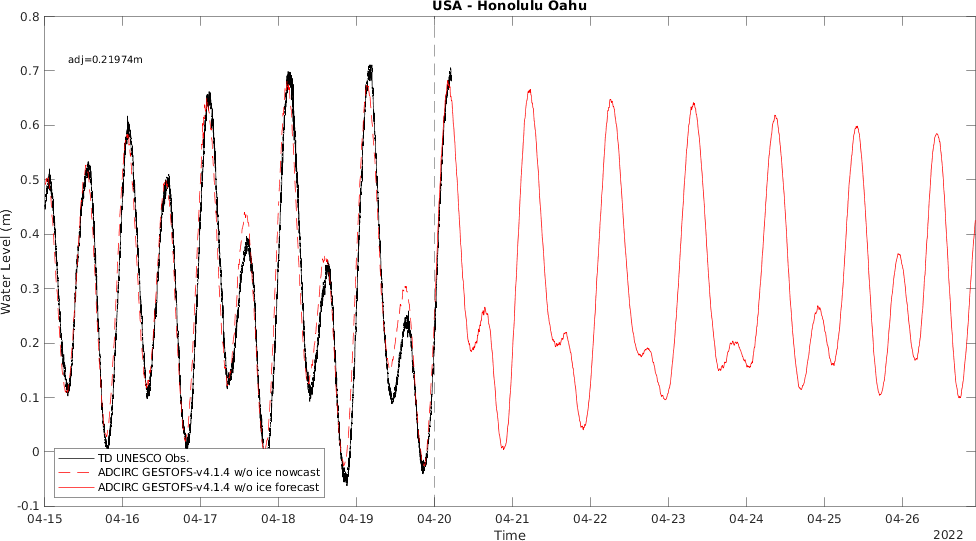 USA - Honolulu Oahu
0.8
adj=0.21974m
0.7
0.6
0.5
0.4
0.3
0.2
0.1
0
-0.1
Water Level (m)
TD UNESCO Obs.
ADCIRC GESTOFS-v4.1.4 w/o ice nowcast
ADCIRC GESTOFS-v4.1.4 w/o ice forecast
04-15 04-16 04-17 04-18 04-19 04-20 04-21 04-22 04-23 04-24 04-25 04-26
Time
2022